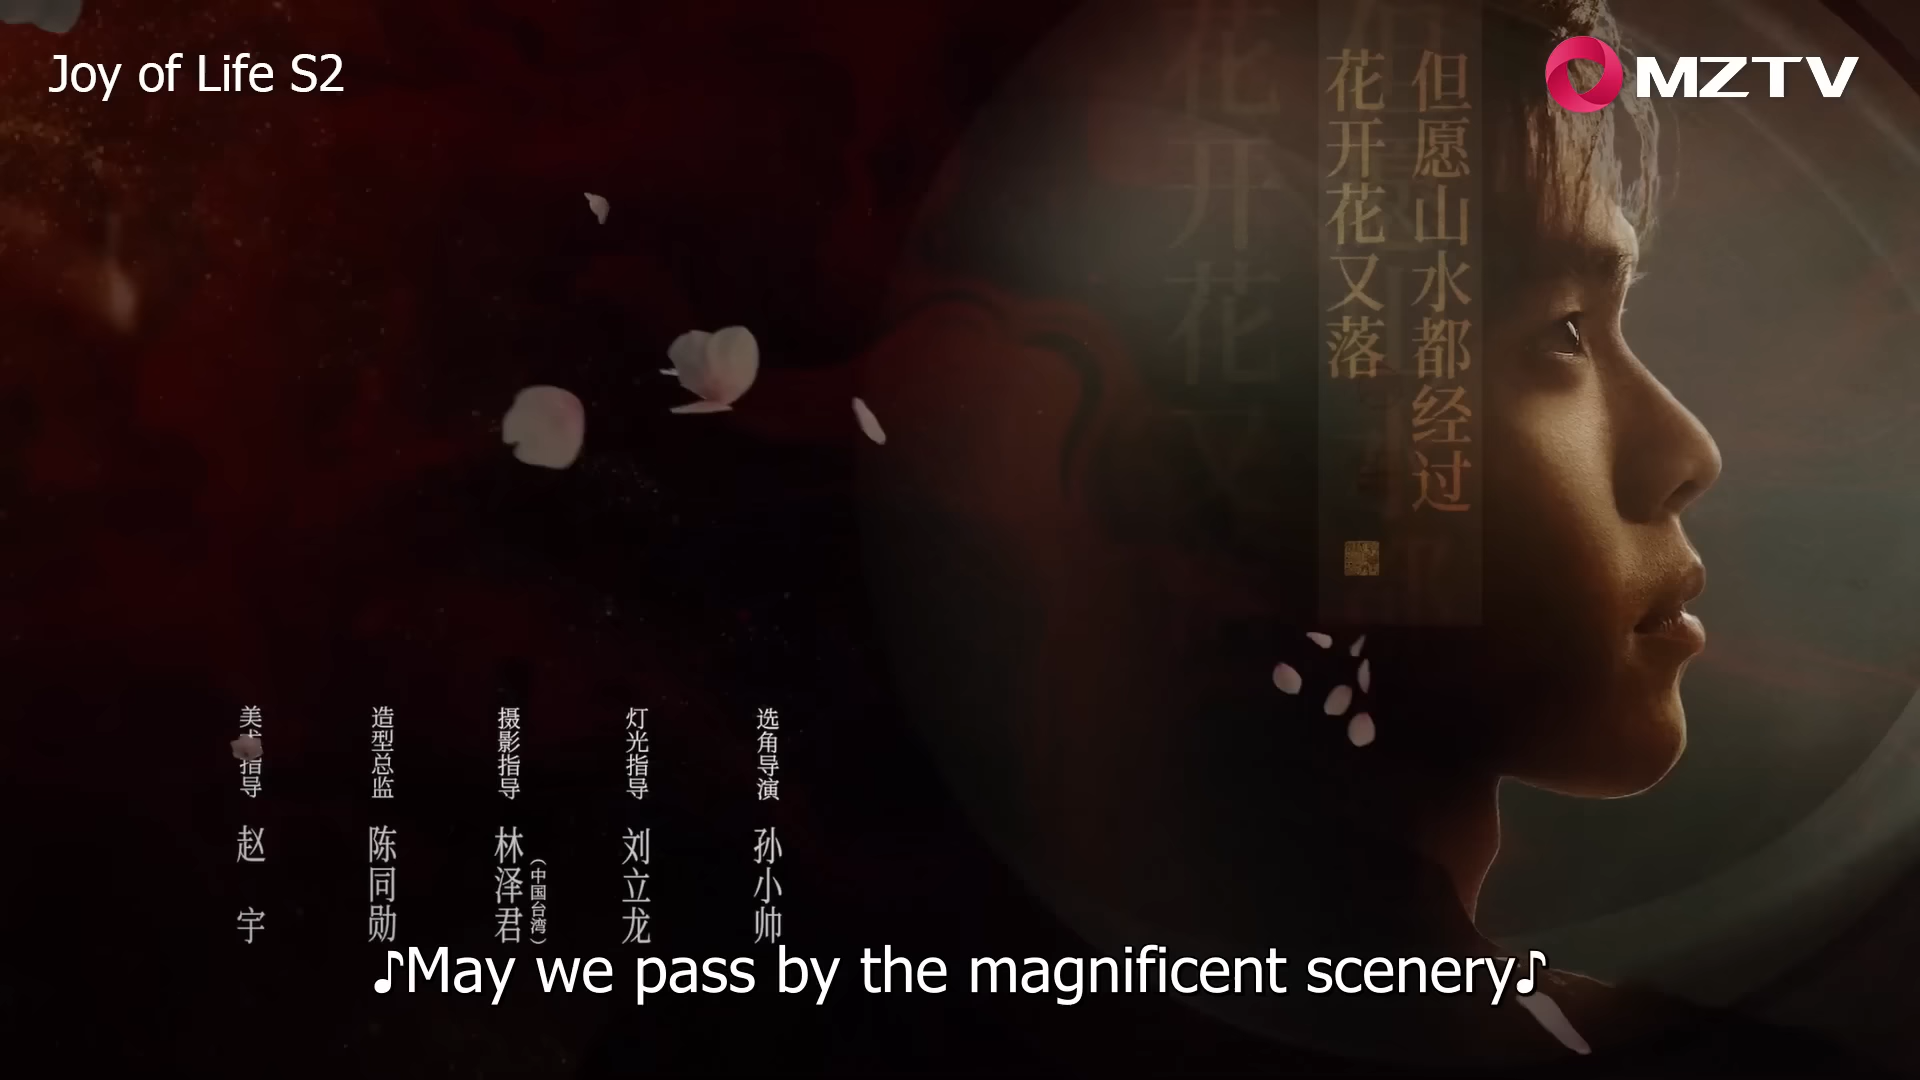 Joy of Life S2
MZTV
但愿山水都经过
花开花又落
花开花
美术指导
赵宇
造型总监
陈同勋
摄影指导
林泽君
（中国台湾）
灯光指导
刘立龙
选角导演
孙小帅
♪May we pass by the magnificent scenery♪